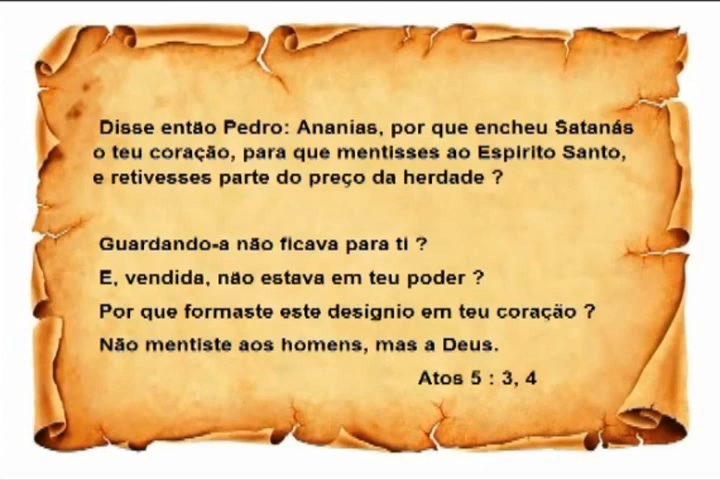 Disse então Pedro: Ananias, por que encheu Satanás
o teu coração, para que mentisses ao Espirito Santo,
e retivesses parte do preço da herdade ?
Guardando-a não ficava para ti ?
E, vendida, não estava em teu poder ?
Por que formaste este designio em teu coração ?
Não mentiste aos homens, mas a Deus.
Atos 5 : 3, 4